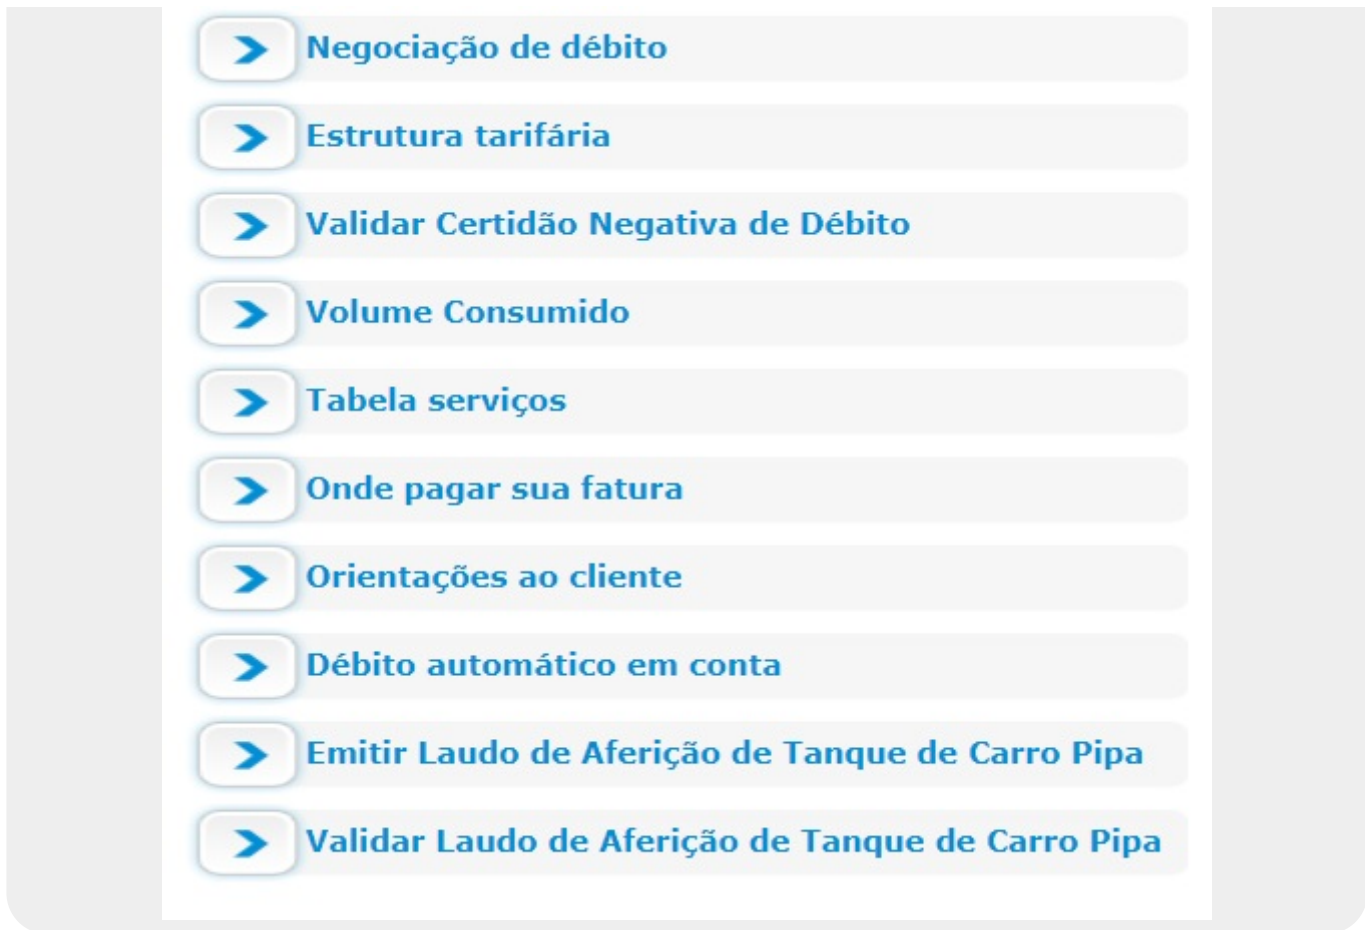 Negociação de débito
Estrutura tarifária
Validar Certidão Negativa de Débito
Volume Consumido
Tabela serviços
Onde pagar sua fatura
Orientações ao cliente
Débito automático em conta
Emitir Laudo de Aferição de Tanque de Carro Pipa
Validar Laudo de Aferição de Tanque de Carro Pipa